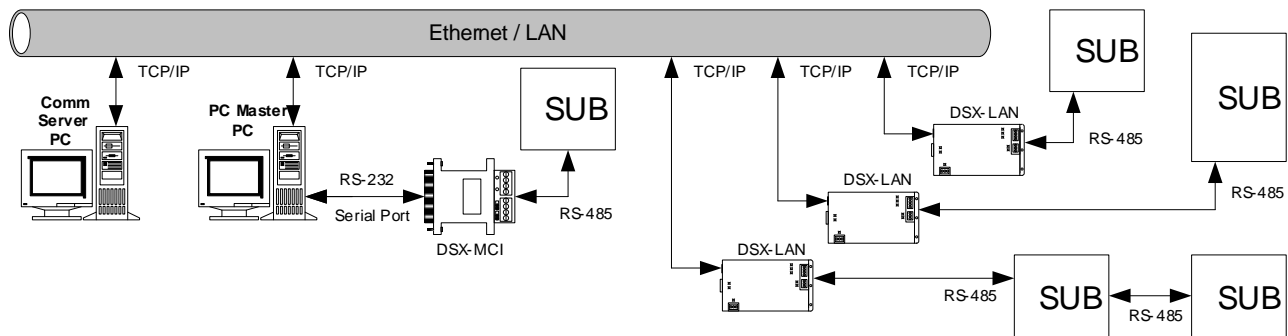 Ethernet / LAN
TCP/IP
TCP/IP
TCP/IP
TCP/IP
TCP/IP
Comm
Server
PC
PC Master
PC
RS-232
Serial Port
DSX-MCI
SUB
RS-485
DSX-LAN
RS-485
SUB
DSX-LAN
RS-485
SUB
DSX-LAN
RS-485
SUB
RS-485
SUB